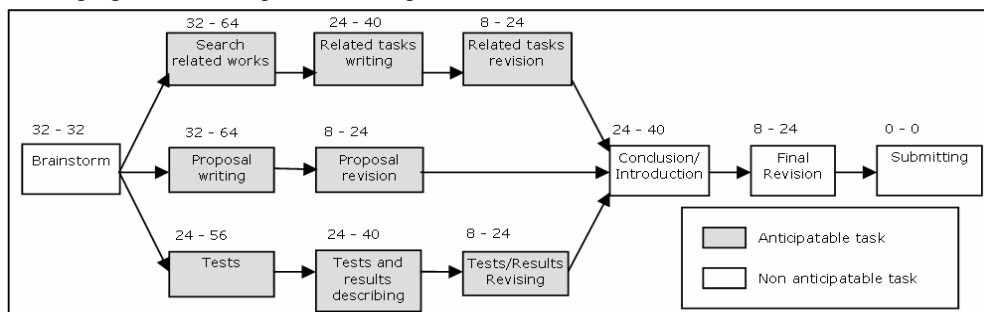 32 - 64
24 - 40
8 - 24
Search
related works
Related tasks
writing
Related tasks
revision
32 - 32
32 - 64
8 - 24
24 - 40
8 - 24
0 - 0
Brainstorm
Proposal
writing
Proposal
revision
Conclusion/
Introduction
Final
Revision
Submitting
24 - 56
24 - 40
8 - 24
Tests
Tests and
results
describing
Tests/Results
Revising
Anticipatable task
Non anticipatable task